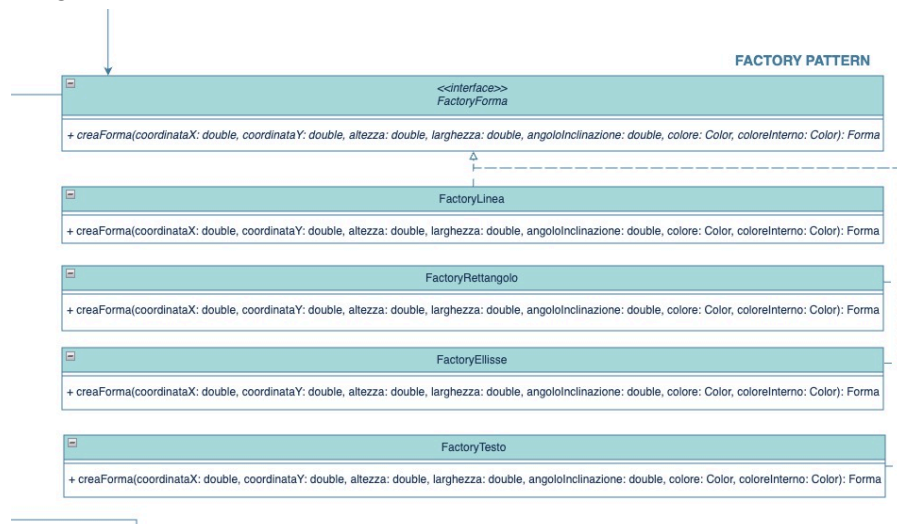 FACTORY PATTERN
<<interface>>
FactoryForma
+ creaForma(coordinataX: double, coordinataY: double, altezza: double, larghezza: double, angoloInclinazione: double, colore: Color, coloreInterno: Color): Forma
FactoryLinea
+ creaForma(coordinataX: double, coordinataY: double, altezza: double, larghezza: double, angoloInclinazione: double, colore: Color, coloreInterno: Color): Forma
FactoryRettangolo
+ creaForma(coordinataX: double, coordinataY: double, altezza: double, larghezza: double, angoloInclinazione: double, colore: Color, coloreInterno: Color): Forma
FactoryEllisse
+ creaForma(coordinataX: double, coordinataY: double, altezza: double, larghezza: double, angoloInclinazione: double, colore: Color, coloreInterno: Color): Forma
FactoryTesto
+ creaForma(coordinataX: double, coordinataY: double, altezza: double, larghezza: double, angoloInclinazione: double, colore: Color, coloreInterno: Color): Forma